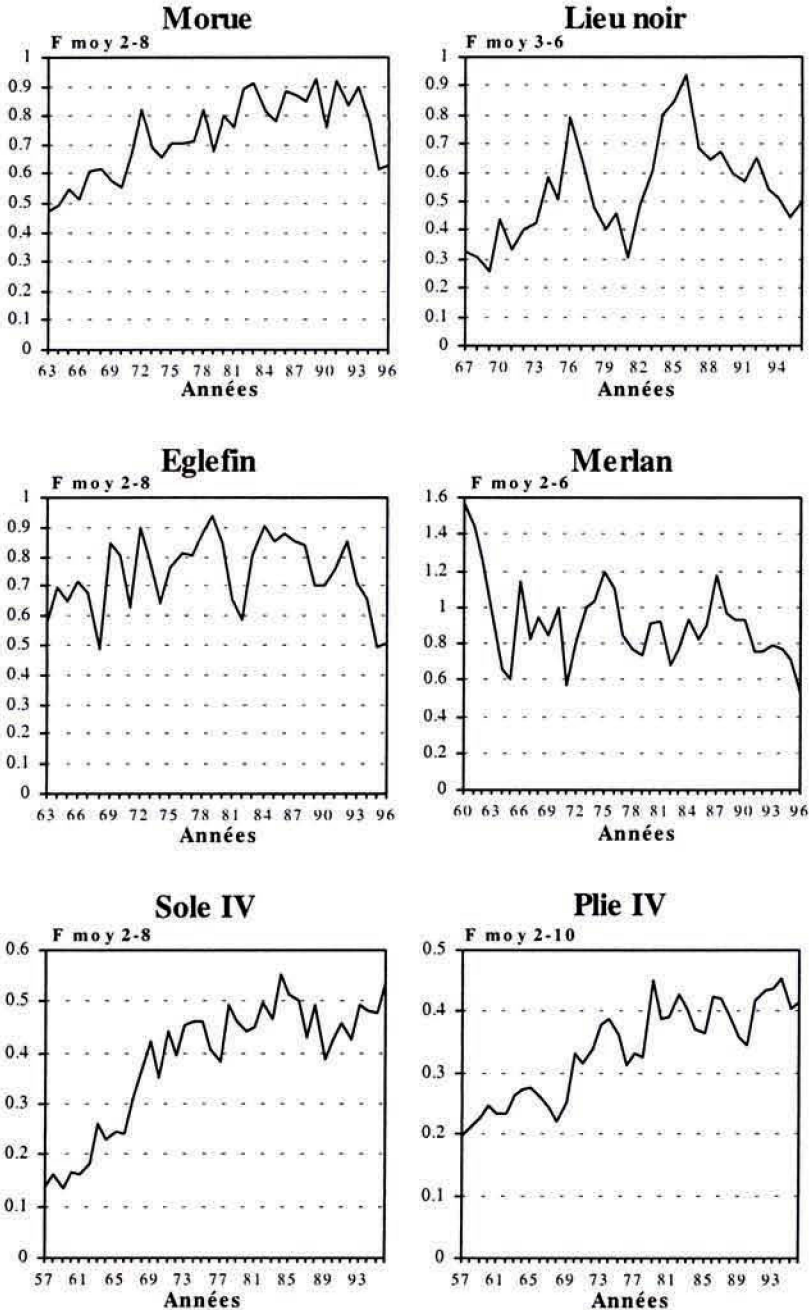 Morue
F moy 2-8
1
0.9
0.8
0.7
0.6
0.5
0.4
0.3
0.2
0.1
0
63 66 69 72 75 78 81 84 87 90 93 96
Années
Lieu noir
F moy 3-6
1
0.9
0.8
0.7
0.6
0.5
0.4
0.3
0.2
0.1
0
67 70 73 76 79 82 85 88 91 94
Années
Eglefin
F moy 2-8
1
0.9
0.8
0.7
0.6
0.5
0.4
0.3
0.2
0.1
0
63 66 69 72 75 78 81 84 87 90 93 96
Années
Merlan
F moy 2-6
1.6
1.4
1.2
1
0.8
0.6
0.4
0.2
0
60 63 66 69 72 75 78 81 84 87 90 93 96
Années
Sole IV
F moy 2-8
0.6
0.5
0.4
0.3
0.2
0.1
0
57 61 65 69 73 77 81 85 89 93
Années
Plie IV
F moy 2-10
0.5
0.4
0.3
0.2
0.1
0
57 61 65 69 73 77 81 85 89 93
Années